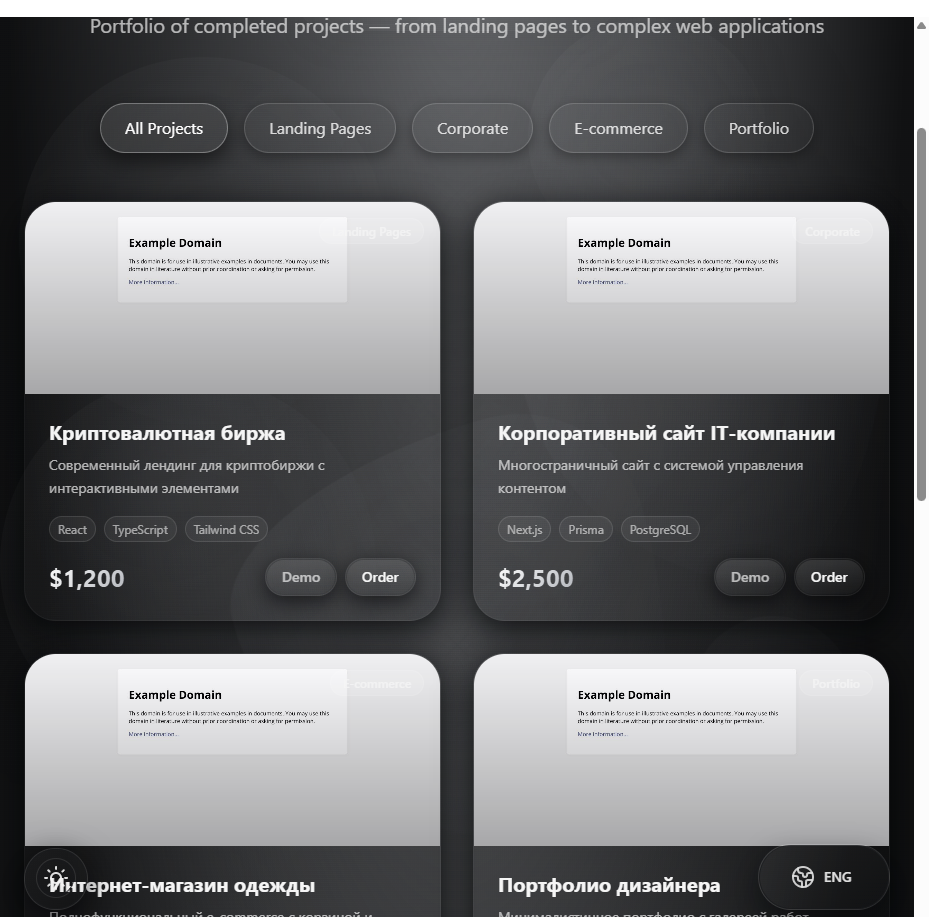 Portfolio of completed projects — from landing pages to complex web applications
All Projects
Landing Pages
Corporate
E-commerce
Portfolio
Landing Pages
Example Domain
This domain is for use in illustrative examples in documents. You may use this
domain in literature without prior coordination or asking for permission.
More information...
Криптовалютная биржа
Современный лендинг для криптобиржи с
интерактивными элементами
React
TypeScript
Tailwind CSS
$1,200
Demo
Order
Corporate
Example Domain
This domain is for use in illustrative examples in documents. You may use this
domain in literature without prior coordination or asking for permission.
More information...
Корпоративный сайт IT-компании
Многостраничный сайт с системой управления
контентом
Next.js
Prisma
PostgreSQL
$2,500
Demo
Order
E-commerce
Example Domain
This domain is for use in illustrative examples in documents. You may use this
domain in literature without prior coordination or asking for permission.
More information...
Интернет-магазин одежды
Полнофункциональный e-commerce с корзиной и
Portfolio
Example Domain
This domain is for use in illustrative examples in documents. You may use this
domain in literature without prior coordination or asking for permission.
More information...
Портфолио дизайнера
Минималистичное портфолио с галереей работ
ENG